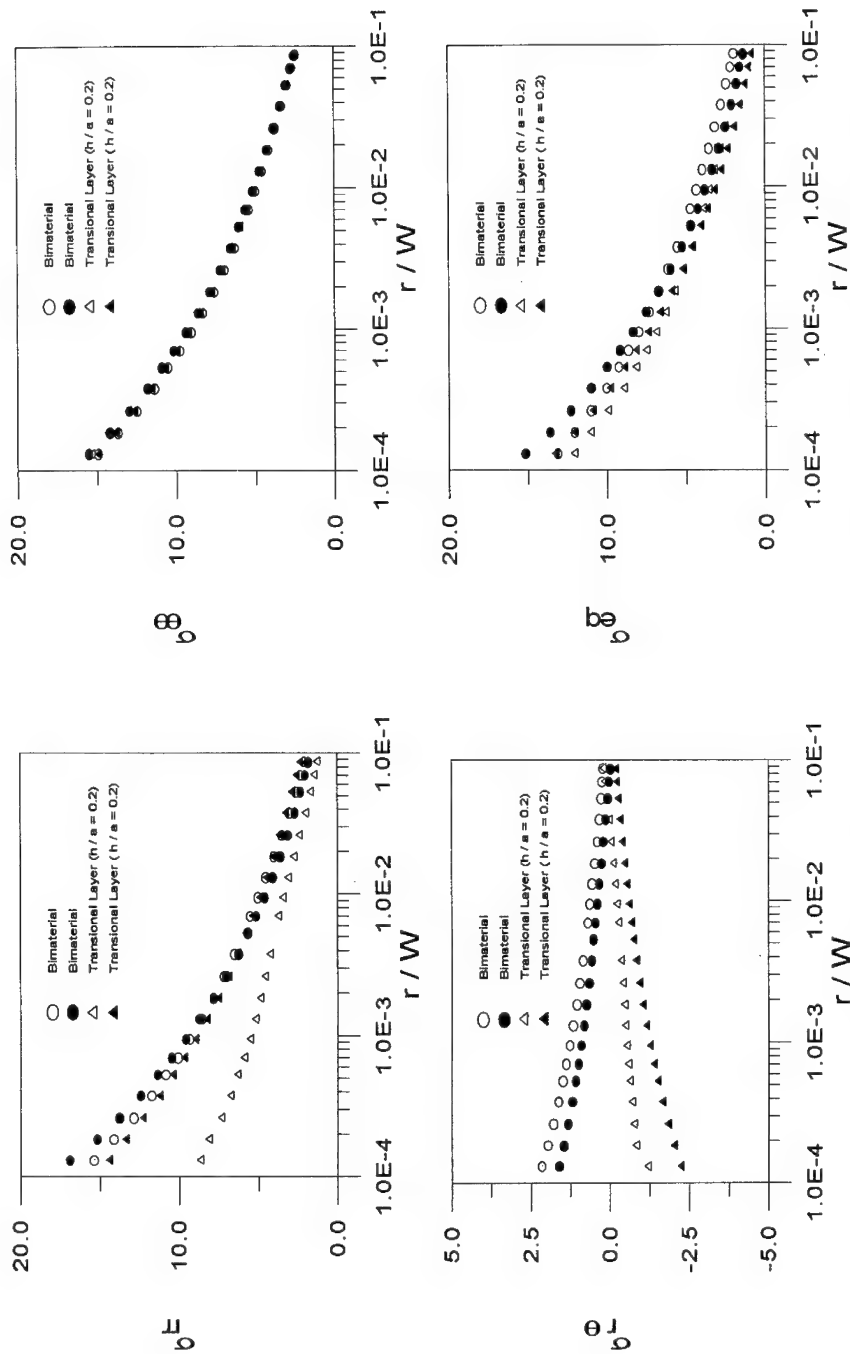 20.0
10.0
0.0
σrr
Bimaterial
Bimaterial
Transional Layer (h / a = 0.2)
Transional Layer ( h / a = 0.2)
1.0E-4
1.0E-3
1.0E-2
1.0E-1
r / W
20.0
10.0
0.0
σθθ
Bimaterial
Bimaterial
Transional Layer (h / a = 0.2)
Transional Layer ( h / a = 0.2)
1.0E-4
1.0E-3
1.0E-2
1.0E-1
r / W
5.0
2.5
0.0
-2.5
-5.0
σrθ
Bimaterial
Bimaterial
Transional Layer (h / a = 0.2)
Transional Layer ( h / a = 0.2)
1.0E-4
1.0E-3
1.0E-2
1.0E-1
r / W
20.0
10.0
0.0
σeq
Bimaterial
Bimaterial
Transional Layer (h / a = 0.2)
Transional Layer ( h / a = 0.2)
1.0E-4
1.0E-3
1.0E-2
1.0E-1
r / W